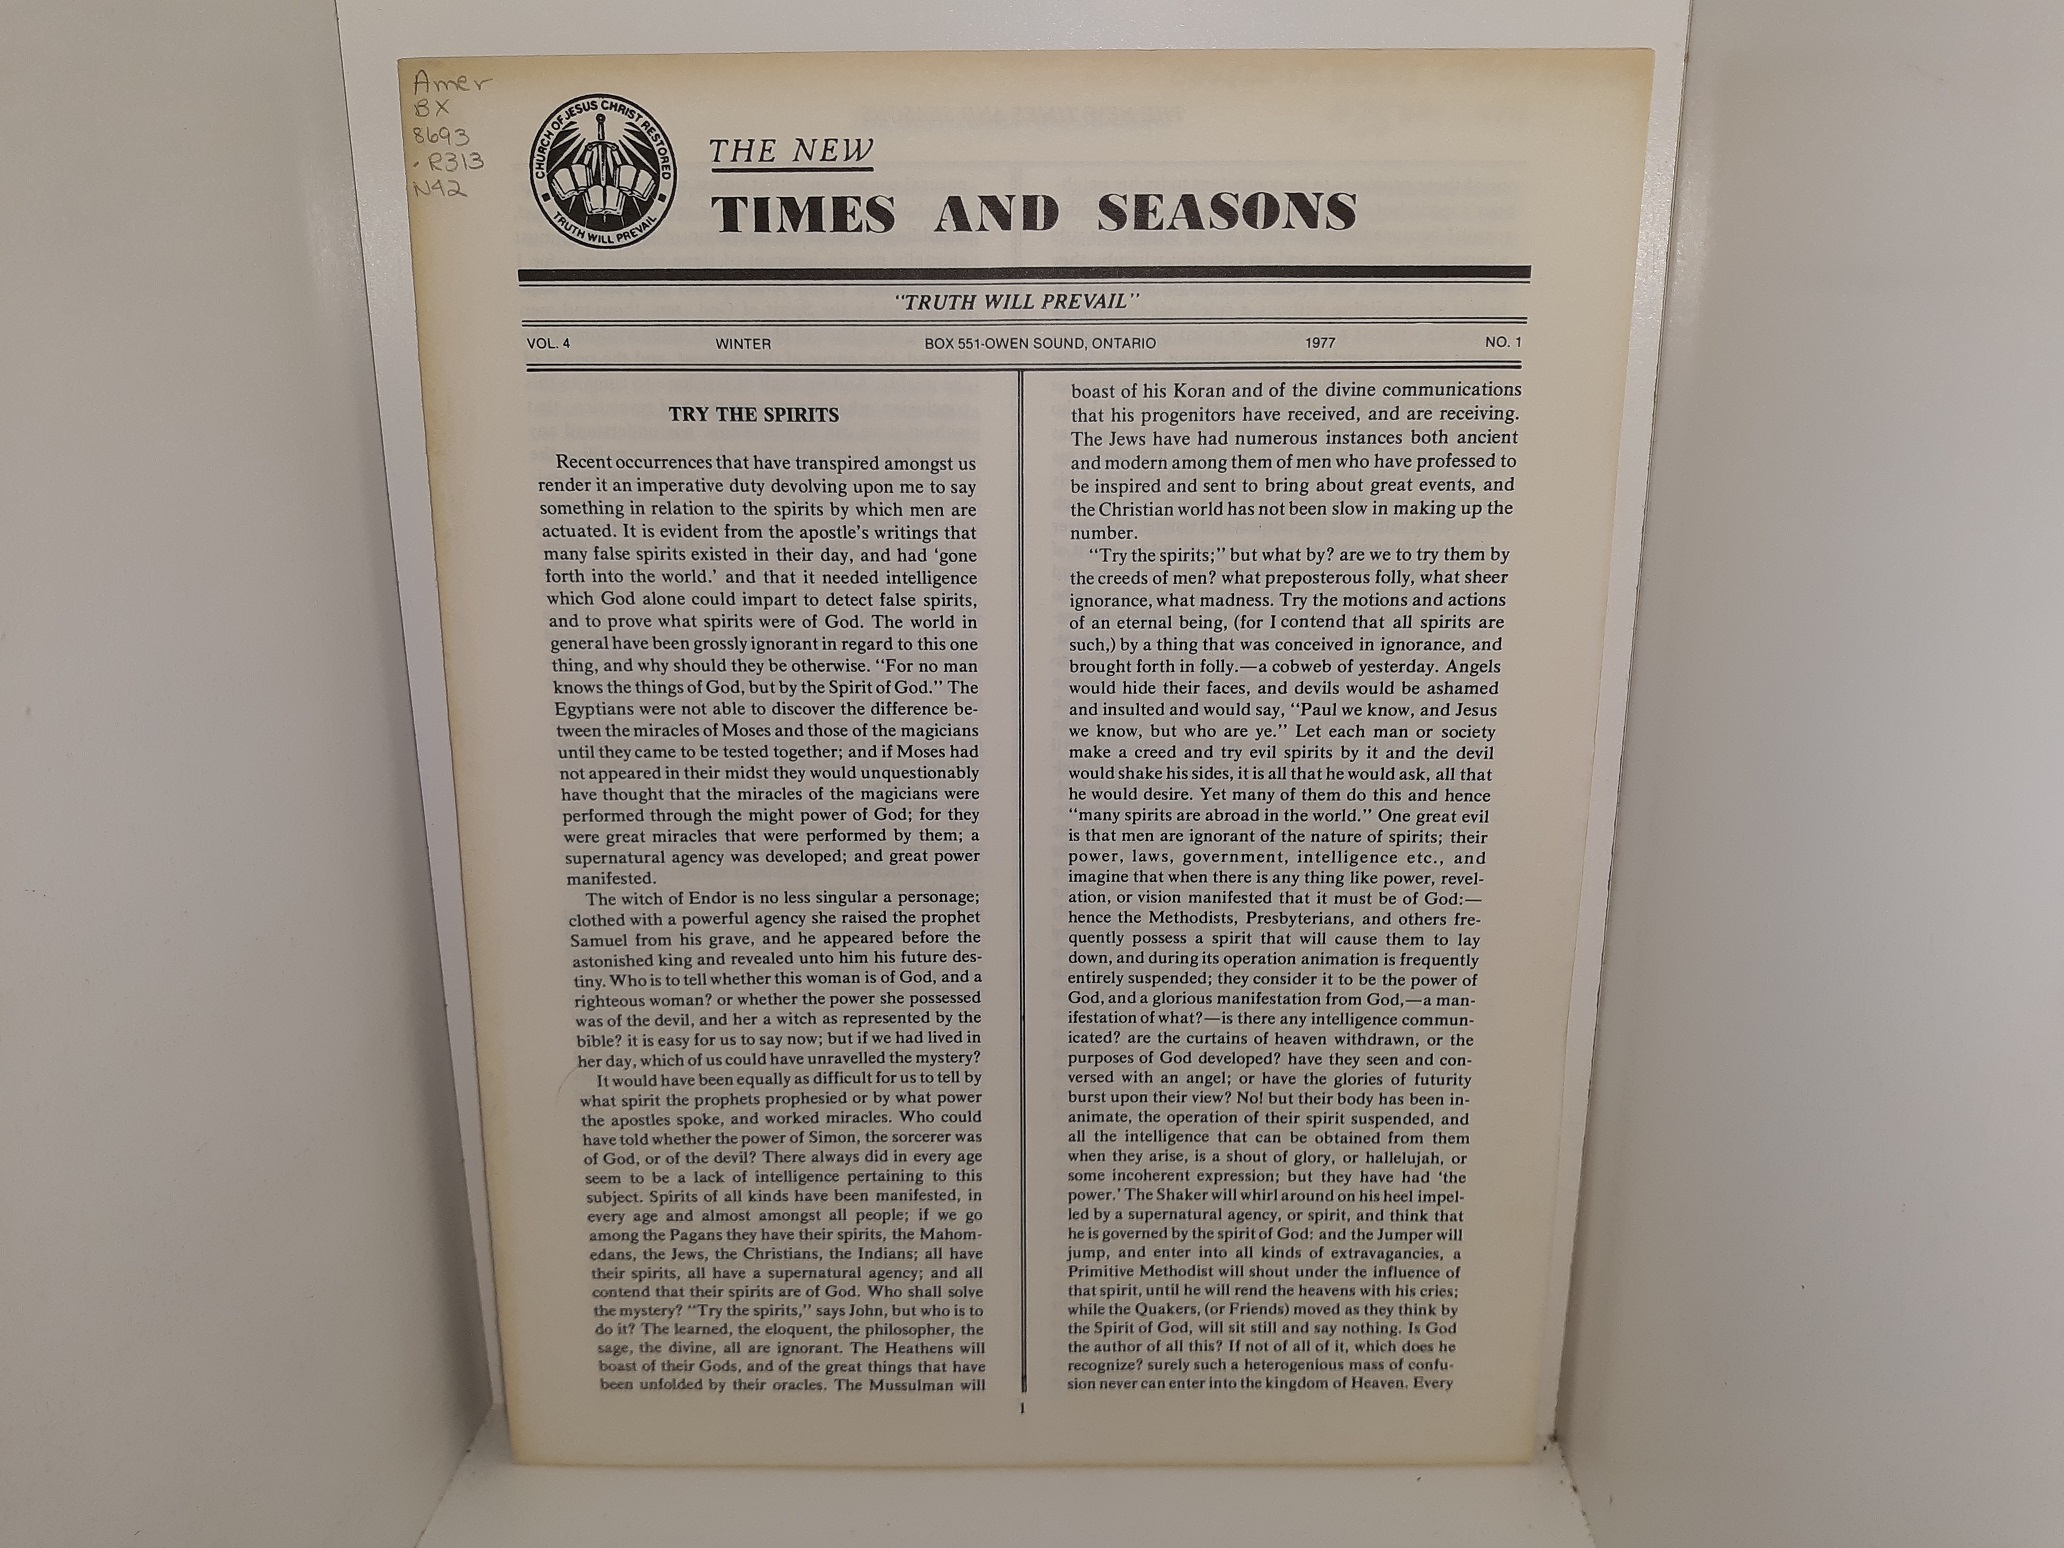 Amer
BX
8693
.R313
N42
CHURCH OF JESUS CHRIST RESTORED
TRUTH WILL PREVAIL
THE NEW
TIMES AND SEASONS
"TRUTH WILL PREVAIL"
VOL. 4 WINTER BOX 551-OWEN SOUND, ONTARIO 1977 NO. 1
TRY THE SPIRITS
Recent occurrences that have transpired amongst us
render it an imperative duty devolving upon me to say
something in relation to the spirits by which men are
actuated. It is evident from the apostle's writings that
many false spirits existed in their day, and had 'gone
forth into the world.' and that it needed intelligence
which God alone could impart to detect false spirits,
and to prove what spirits were of God. The world in
general have been grossly ignorant in regard to this one
thing, and why should they be otherwise. "For no man
knows the things of God, but by the Spirit of God." The
Egyptians were not able to discover the difference be-
tween the miracles of Moses and those of the magicians
until they came to be tested together; and if Moses had
not appeared in their midst they would unquestionably
have thought that the miracles of the magicians were
performed through the might power of God; for they
were great miracles that were performed by them; a
supernatural agency was developed; and great power
manifested.
The witch of Endor is no less singular a personage;
clothed with a powerful agency she raised the prophet
Samuel from his grave, and he appeared before the
astonished king and revealed unto him his future des-
tiny. Who is to tell whether this woman is of God, and a
righteous woman? or whether the power she possessed
was of the devil, and her a witch as represented by the
bible? it is easy for us to say now; but if we had lived in
her day, which of us could have unravelled the mystery?
It would have been equally as difficult for us to tell by
what spirit the prophets prophesied or by what power
the apostles spoke, and worked miracles. Who could
have told whether the power of Simon, the sorcerer was
of God, or of the devil? There always did in every age
seem to be a lack of intelligence pertaining to this
subject. Spirits of all kinds have been manifested, in
every age and almost amongst all people; if we go
among the Pagans they have their spirits, the Mahom-
edans, the Jews, the Christians, the Indians; all have
their spirits, all have a supernatural agency; and all
contend that their spirits are of God. Who shall solve
the mystery? "Try the spirits," says John, but who is to
do it? The learned, the eloquent, the philosopher, the
sage, the divine, all are ignorant. The Heathens will
boast of their Gods, and of the great things that have
been unfolded by their oracles. The Mussulman will
boast of his Koran and of the divine communications
that his progenitors have received, and are receiving.
The Jews have had numerous instances both ancient
and modern among them of men who have professed to
be inspired and sent to bring about great events, and
the Christian world has not been slow in making up the
number.
"Try the spirits;" but what by? are we to try them by
the creeds of men? what preposterous folly, what sheer
ignorance, what madness. Try the motions and actions
of an eternal being, (for I contend that all spirits are
such,) by a thing that was conceived in ignorance, and
brought forth in folly.—a cobweb of yesterday. Angels
would hide their faces, and devils would be ashamed
and insulted and would say, "Paul we know, and Jesus
we know, but who are ye." Let each man or society
make a creed and try evil spirits by it and the devil
would shake his sides, it is all that he would ask, all that
he would desire. Yet many of them do this and hence
"many spirits are abroad in the world." One great evil
is that men are ignorant of the nature of spirits; their
power, laws, government, intelligence etc., and
imagine that when there is any thing like power, revel-
ation, or vision manifested that it must be of God:—
hence the Methodists, Presbyterians, and others fre-
quently possess a spirit that will cause them to lay
down, and during its operation animation is frequently
entirely suspended; they consider it to be the power of
God, and a glorious manifestation from God,—a man-
ifestation of what?—is there any intelligence commun-
icated? are the curtains of heaven withdrawn, or the
purposes of God developed? have they seen and con-
versed with an angel; or have the glories of futurity
burst upon their view? No! but their body has been in-
animate, the operation of their spirit suspended, and
all the intelligence that can be obtained from them
when they arise, is a shout of glory, or hallelujah, or
some incoherent expression; but they have had 'the
power.' The Shaker will whirl around on his heel impel-
led by a supernatural agency, or spirit, and think that
he is governed by the spirit of God: and the Jumper will
jump, and enter into all kinds of extravagancies, a
Primitive Methodist will shout under the influence of
that spirit, until he will rend the heavens with his cries;
while the Quakers, (or Friends) moved as they think by
the Spirit of God, will sit still and say nothing. Is God
the author of all this? If not of all of it, which does he
recognize? surely such a heterogenious mass of confu-
sion never can enter into the kingdom of Heaven. Every
1